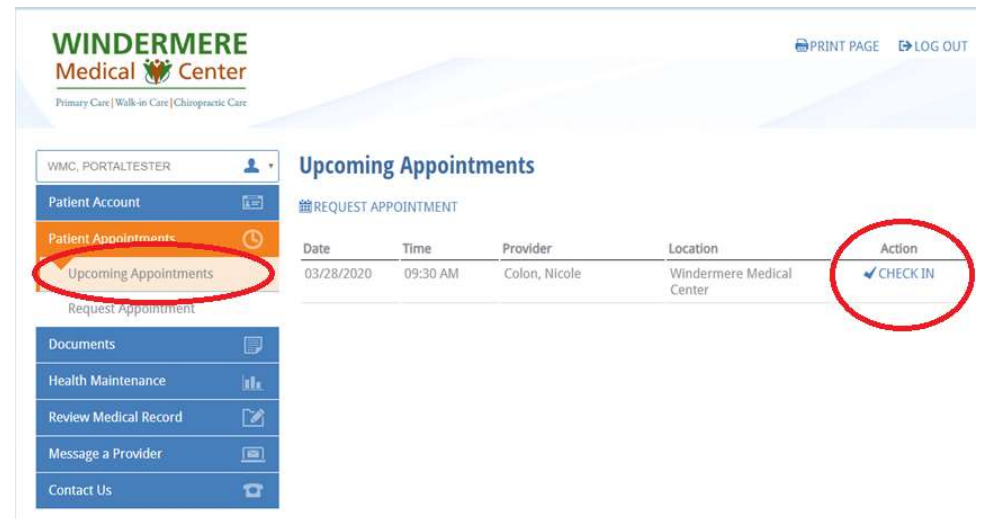 WINDERMERE
Medical Center
Primary Care | Walk-in Care | Chiropractic Care
PRINT PAGE LOG OUT
WMC, PORTALTESTER
Patient Account
Patient Appointments
Upcoming Appointments
Request Appointment
Documents
Health Maintenance
Review Medical Record
Message a Provider
Contact Us
Upcoming Appointments
REQUEST APPOINTMENT
Date Time Provider Location Action
03/28/2020 09:30 AM Colon, Nicole Windermere Medical CHECK IN
Center